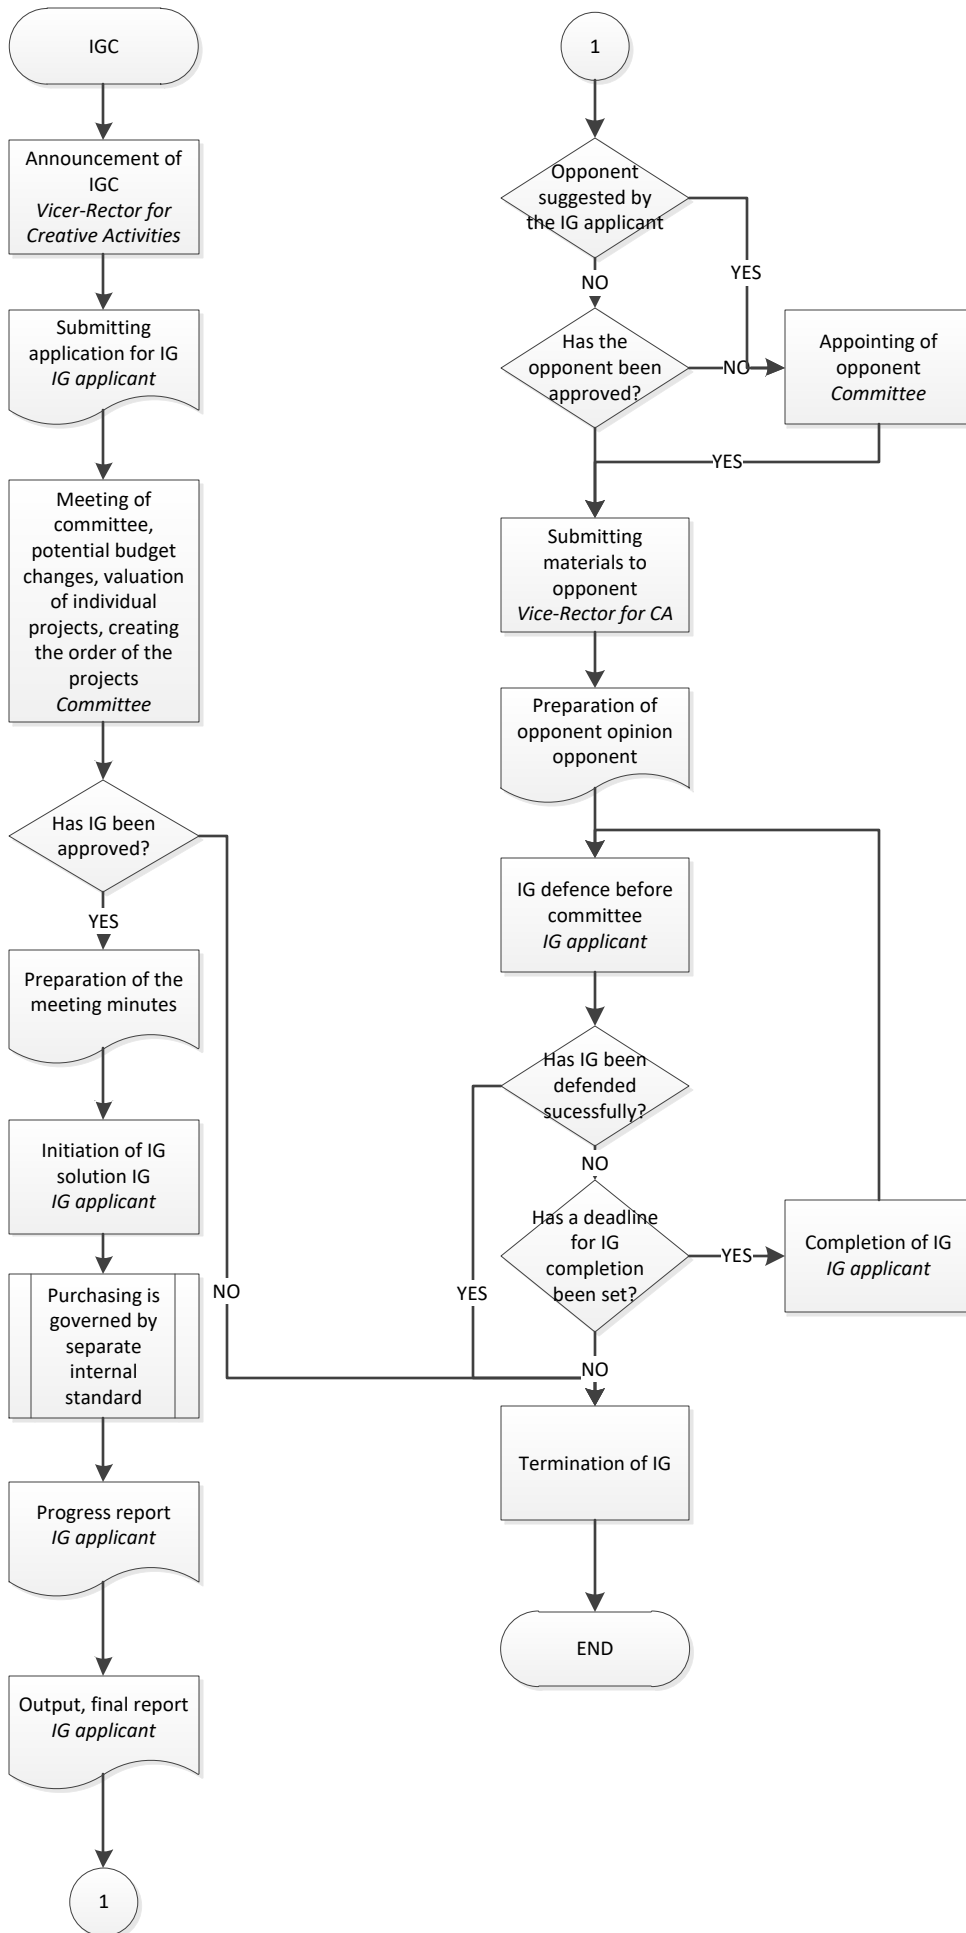 IGC
Announcement of
IGC
Vicer-Rector for
Creative Activities
Submitting
application for IG
IG applicant
Meeting of
committee,
potential budget
changes, valuation
of individual
projects, creating
the order of the
projects
Committee
Has IG been
approved?
YES
NO
Preparation of the
meeting minutes
Initiation of IG
solution IG
IG applicant
Purchasing is
governed by
separate
internal
standard
Progress report
IG applicant
Output, final report
IG applicant
1
1
Opponent
suggested by
the IG applicant
YES
NO
Has the
opponent been
approved?
NO
Appointing of
opponent
Committee
YES
Submitting
materials to
opponent
Vice-Rector for CA
Preparation of
opponent opinion
opponent
IG defence before
committee
IG applicant
Has IG been
defended
sucessfully?
NO
YES
Has a deadline
for IG
completion
been set?
YES
Completion of IG
IG applicant
NO
Termination of IG
END